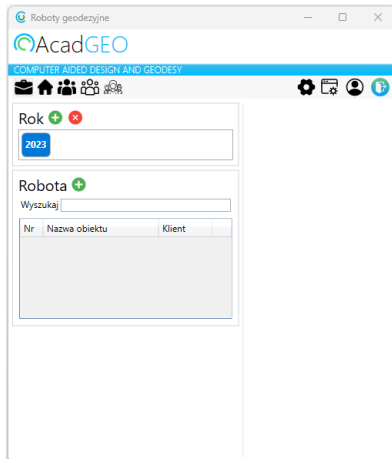 Roboty geodezyjne
AcadGEO
COMPUTER AIDED DESIGN AND GEODESY
Rok
2023
Robota
Wyszukaj
Nr Nazwa obiektu Klient